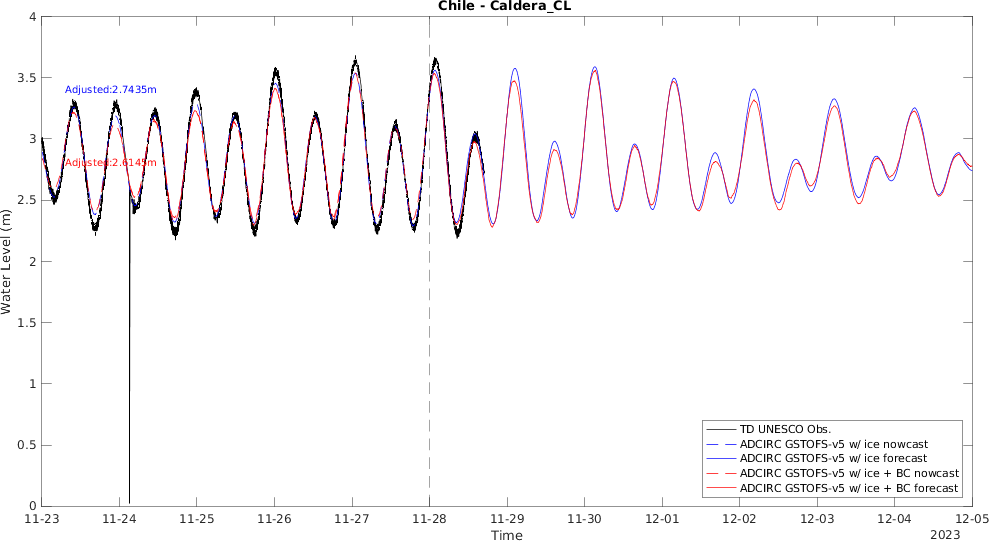 Chile - Caldera_CL
4
3.5
3
2.5
2
1.5
1
0.5
0
Water Level (m)
Adjusted:2.7435m
Adjusted:2.6145m
TD UNESCO Obs.
ADCIRC GSTOFS-v5 w/ ice nowcast
ADCIRC GSTOFS-v5 w/ ice forecast
ADCIRC GSTOFS-v5 w/ ice + BC nowcast
ADCIRC GSTOFS-v5 w/ ice + BC forecast
11-23 11-24 11-25 11-26 11-27 11-28 11-29 11-30 12-01 12-02 12-03 12-04 12-05
Time
2023